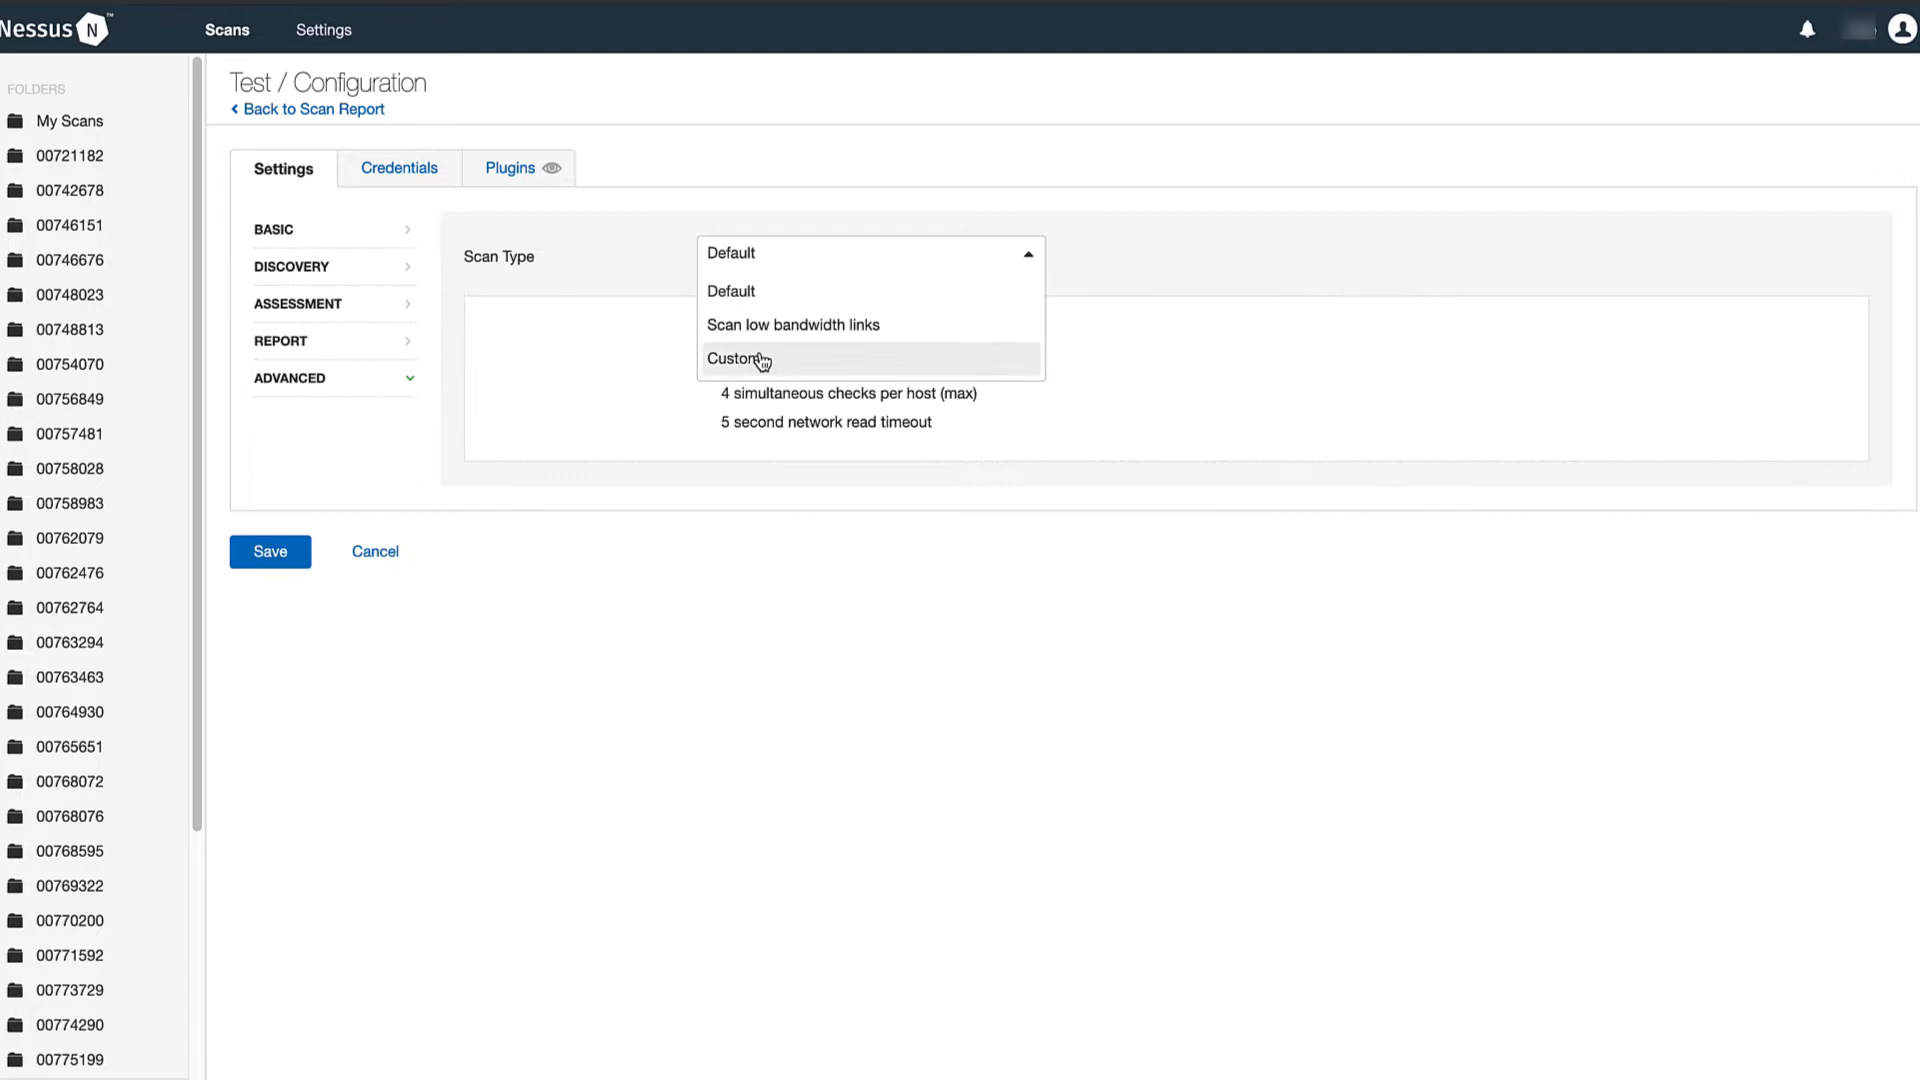 Nessus N ™
Scans
Settings
FOLDERS
My Scans
00721182
00742678
00746151
00746676
00748023
00748813
00754070
00756849
00757481
00758028
00758983
00762079
00762476
00762764
00763294
00763463
00764930
00765651
00768072
00768076
00768595
00769322
00770200
00771592
00773729
00774290
00775199
Test / Configuration
Back to Scan Report
Settings
Credentials
Plugins
BASIC
DISCOVERY
ASSESSMENT
REPORT
ADVANCED
Scan Type
Default
Default
Scan low bandwidth links
Custom
4 simultaneous checks per host (max)
5 second network read timeout
Save
Cancel